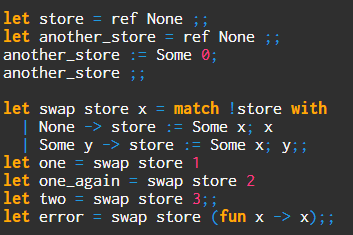 let store = ref None ;;
let another_store = ref None ;;
another_store := Some 0;
another_store ;;

let swap store x = match !store with
  | None -> store := Some x; x
  | Some y -> store := Some x; y;;
let one = swap store 1
let one_again = swap store 2
let two = swap store 3;;
let error = swap store (fun x -> x);;